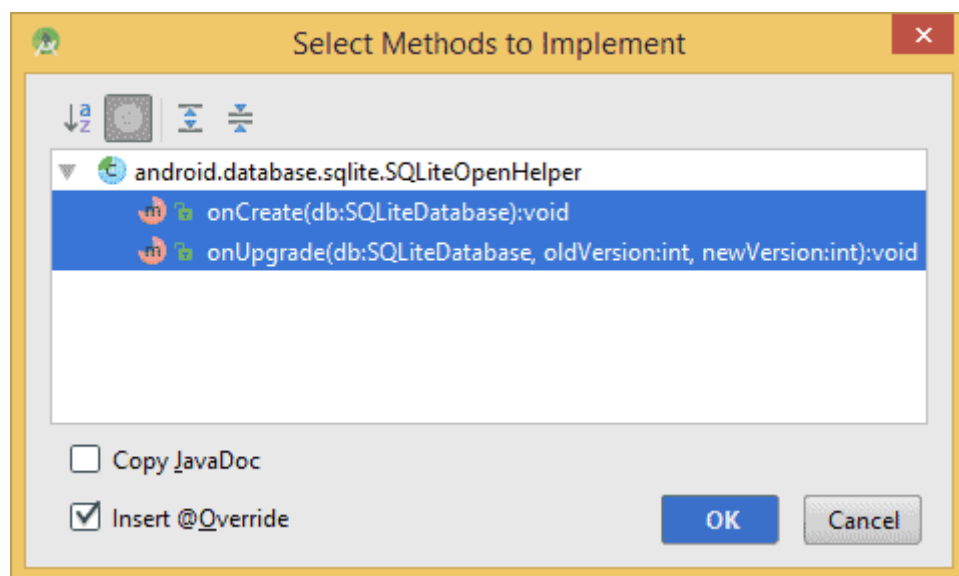 Select Methods to Implement
android.database.sqlite.SQLiteOpenHelper
onCreate(db:SQLiteDatabase):void
onUpgrade(db:SQLiteDatabase, oldVersion:int, newVersion:int):void
Copy JavaDoc
Insert @Override
OK Cancel